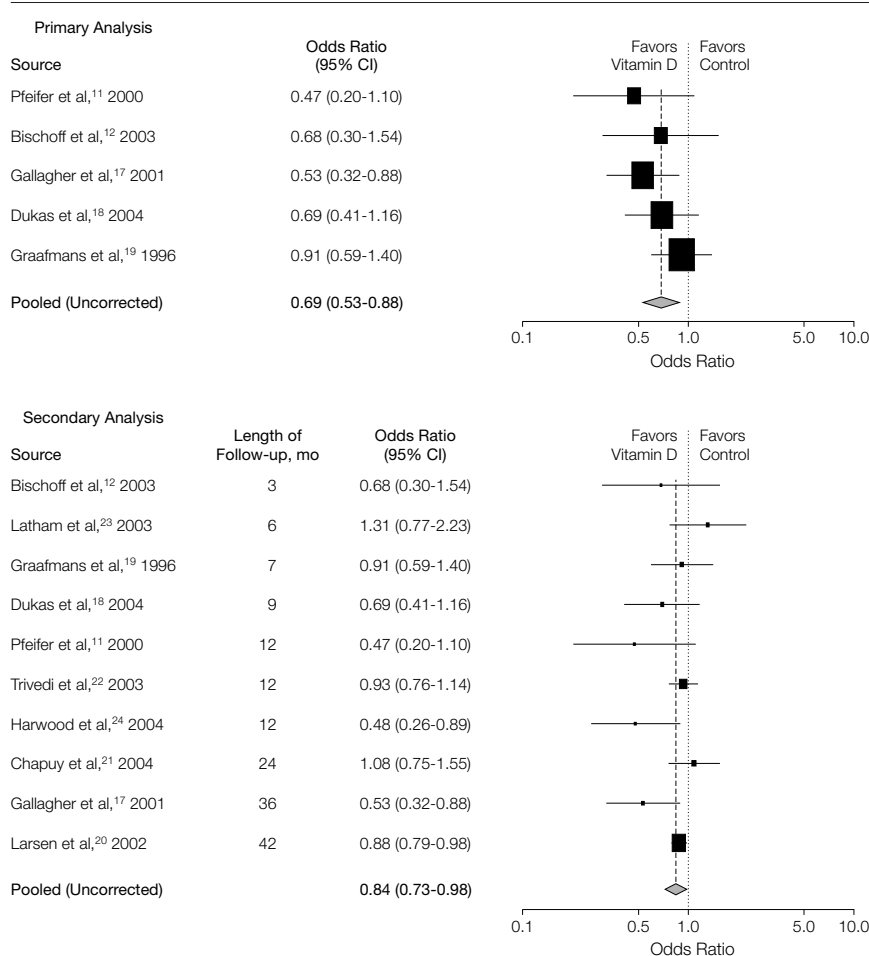 Primary Analysis
Source Odds Ratio (95% CI) Favors Vitamin D Favors Control
Pfeifer et al,¹¹ 2000 0.47 (0.20-1.10)
Bischoff et al,¹² 2003 0.68 (0.30-1.54)
Gallagher et al,¹⁷ 2001 0.53 (0.32-0.88)
Dukas et al,¹⁸ 2004 0.69 (0.41-1.16)
Graafmans et al,¹⁹ 1996 0.91 (0.59-1.40)
Pooled (Uncorrected) 0.69 (0.53-0.88)
0.1 0.5 1.0 5.0 10.0
Odds Ratio
Secondary Analysis
Source Length of Follow-up, mo Odds Ratio (95% CI) Favors Vitamin D Favors Control
Bischoff et al,¹² 2003 3 0.68 (0.30-1.54)
Latham et al,²³ 2003 6 1.31 (0.77-2.23)
Graafmans et al,¹⁹ 1996 7 0.91 (0.59-1.40)
Dukas et al,¹⁸ 2004 9 0.69 (0.41-1.16)
Pfeifer et al,¹¹ 2000 12 0.47 (0.20-1.10)
Trivedi et al,²² 2003 12 0.93 (0.76-1.14)
Harwood et al,²⁴ 2004 12 0.48 (0.26-0.89)
Chapuy et al,²¹ 2004 24 1.08 (0.75-1.55)
Gallagher et al,¹⁷ 2001 36 0.53 (0.32-0.88)
Larsen et al,²⁰ 2002 42 0.88 (0.79-0.98)
Pooled (Uncorrected) 0.84 (0.73-0.98)
0.1 0.5 1.0 5.0 10.0
Odds Ratio